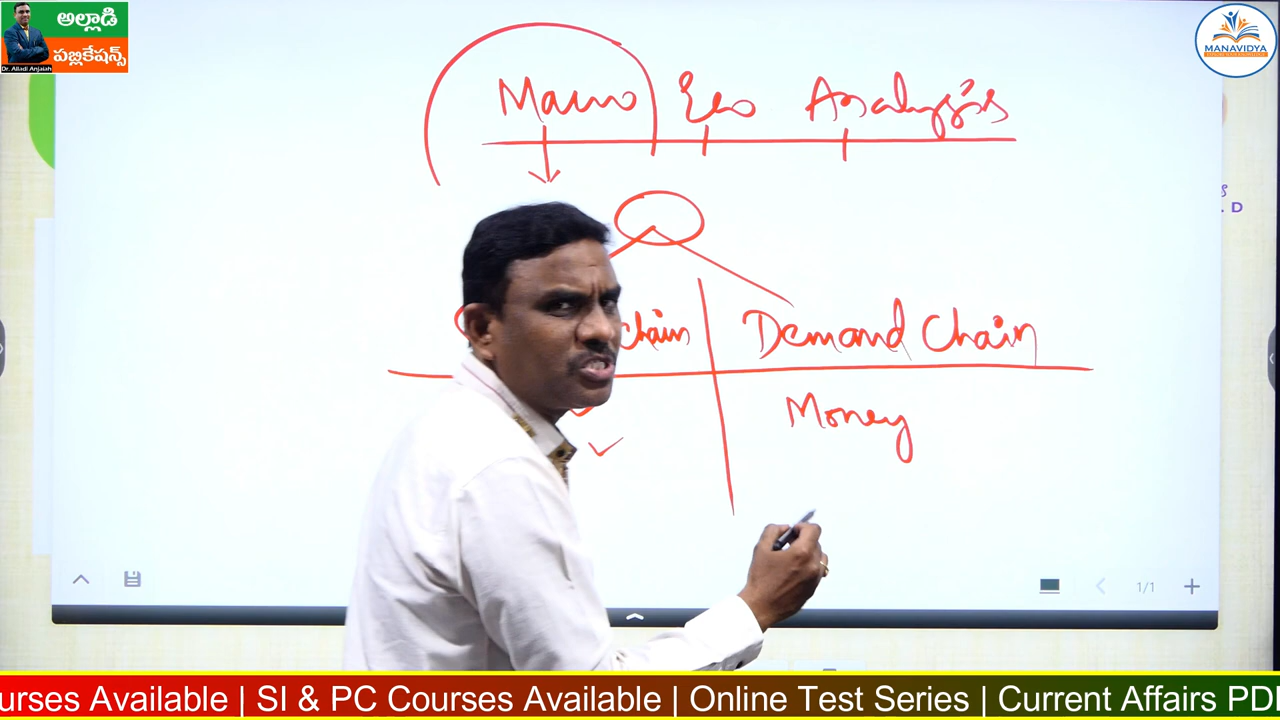 అల్లాడి
పబ్లికేషన్స్
Dr. Alladi Anjaiah
MANAVIDYA
Macro Eco Analysis
Chain
Demand Chain
Money
D
1/1
urses Available | SI & PC Courses Available | Online Test Series | Current Affairs PD